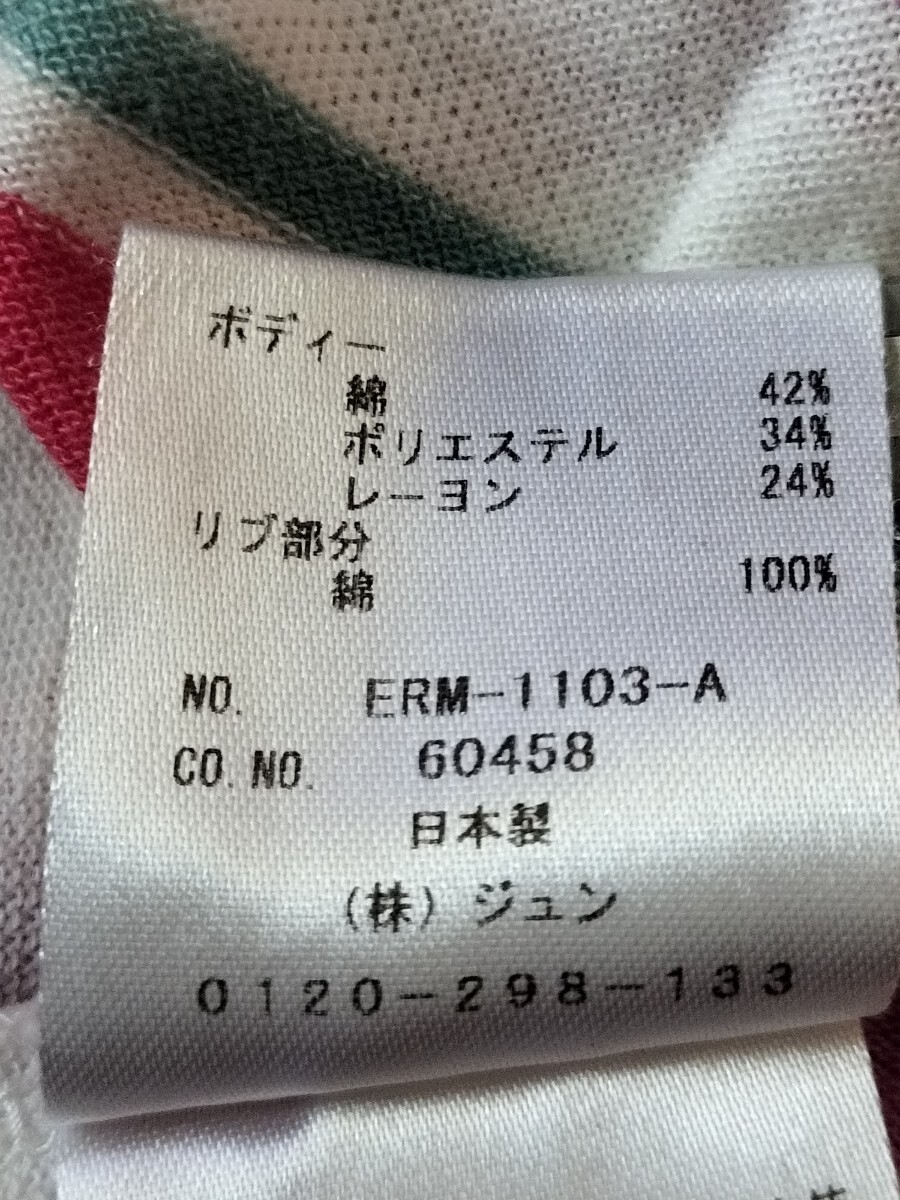 ボディー
綿 42%
ポリエステル 34%
レーヨン 24%
リブ部分
綿 100%
NO. ERM-1103-A
CO.NO. 60458
日本製
(株) ジュン
0120-298-133